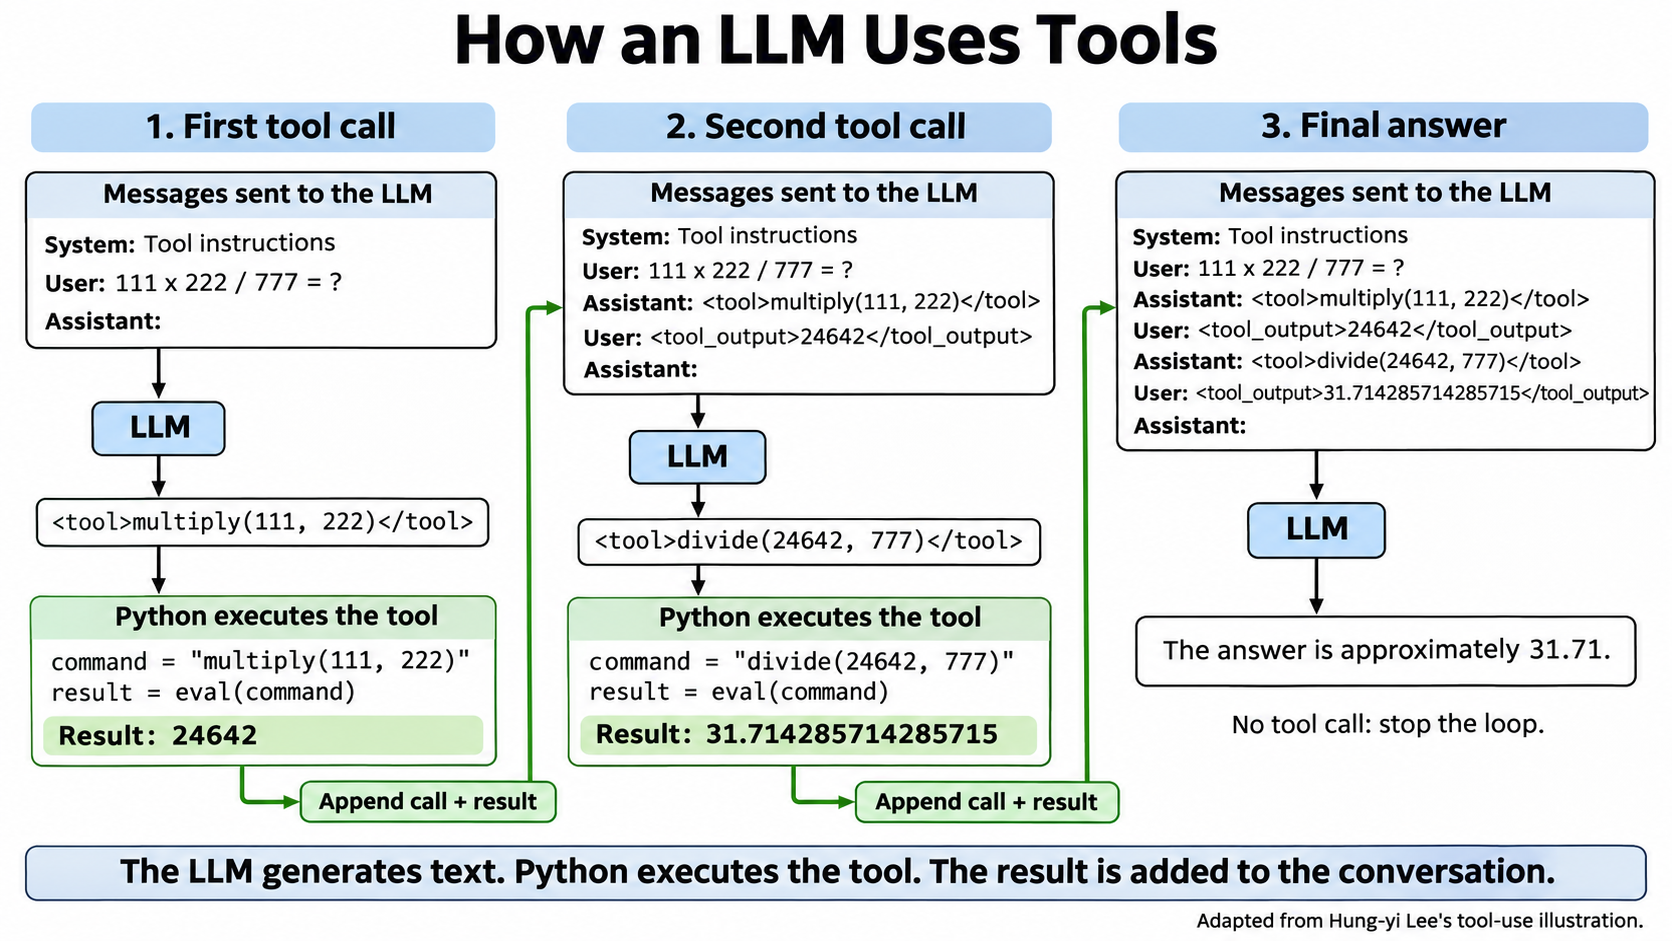 How an LLM Uses Tools
1. First tool call
Messages sent to the LLM
System: Tool instructions
User: 111 x 222 / 777 = ?
Assistant:
LLM
<tool>multiply(111, 222)</tool>
Python executes the tool
command = "multiply(111, 222)"
result = eval(command)
Result: 24642
Append call + result
2. Second tool call
Messages sent to the LLM
System: Tool instructions
User: 111 x 222 / 777 = ?
Assistant: <tool>multiply(111, 222)</tool>
User: <tool_output>24642</tool_output>
Assistant:
LLM
<tool>divide(24642, 777)</tool>
Python executes the tool
command = "divide(24642, 777)"
result = eval(command)
Result: 31.714285714285715
Append call + result
3. Final answer
Messages sent to the LLM
System: Tool instructions
User: 111 x 222 / 777 = ?
Assistant: <tool>multiply(111, 222)</tool>
User: <tool_output>24642</tool_output>
Assistant: <tool>divide(24642, 777)</tool>
User: <tool_output>31.714285714285715</tool_output>
Assistant:
LLM
The answer is approximately 31.71.
No tool call: stop the loop.
The LLM generates text. Python executes the tool. The result is added to the conversation.
Adapted from Hung-yi Lee's tool-use illustration.